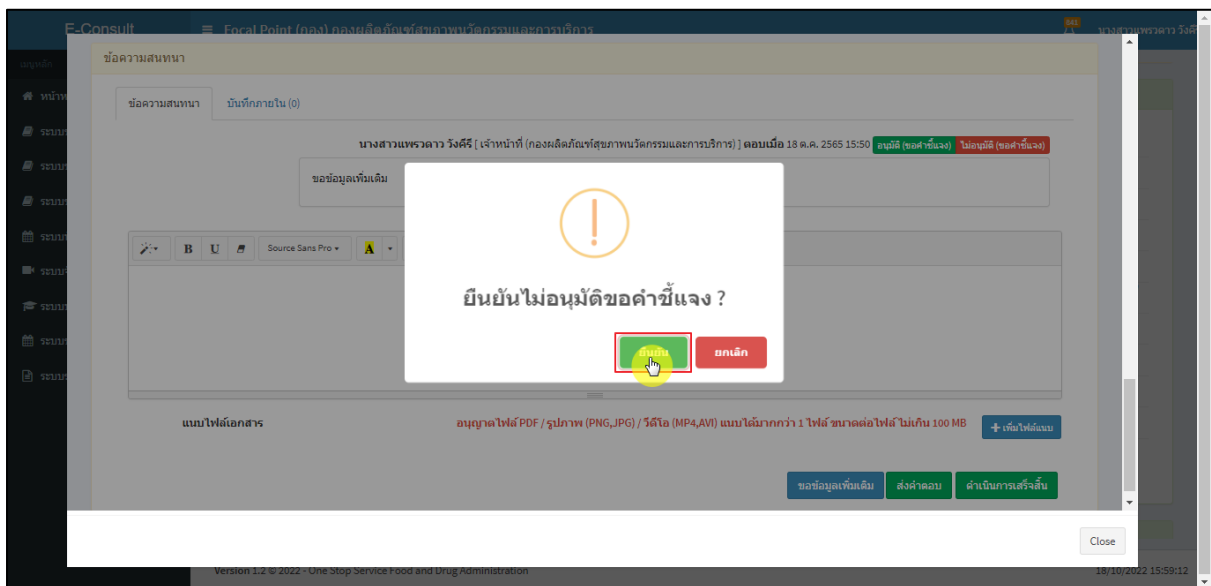 E-Consult
Focal Point (กอง) กองผลิตภัณฑ์สุขภาพนวัตกรรมและการบริการ
641
เมนูหลัก
ข้อความสนทนา
ข้อความสนทนา
บันทึกภายใน (0)
นางสาวแพรวดาว วังคีรี [ เจ้าหน้าที่ (กองผลิตภัณฑ์สุขภาพนวัตกรรมและการบริการ) ] ตอบเมื่อ 18 ต.ค. 2565 15:50 อนุมัติ (ขอคำชี้แจง) ไม่อนุมัติ (ขอคำชี้แจง)
ขอข้อมูลเพิ่มเติม
B U Source Sans Pro A
ยืนยันไม่อนุมัติขอคำชี้แจง ?
ยืนยัน ยกเลิก
แนบไฟล์เอกสาร
อนุญาตไฟล์ PDF / รูปภาพ (PNG,JPG) / วีดีโอ (MP4,AVI) แนบได้มากกว่า 1 ไฟล์ ขนาดต่อไฟล์ ไม่เกิน 100 MB
เพิ่มไฟล์แนบ
ขอข้อมูลเพิ่มเติม ส่งคำตอบ ดำเนินการเสร็จสิ้น
Close
Version 1.2 © 2022 - One Stop Service Food and Drug Administration
18/10/2022 15:59:12